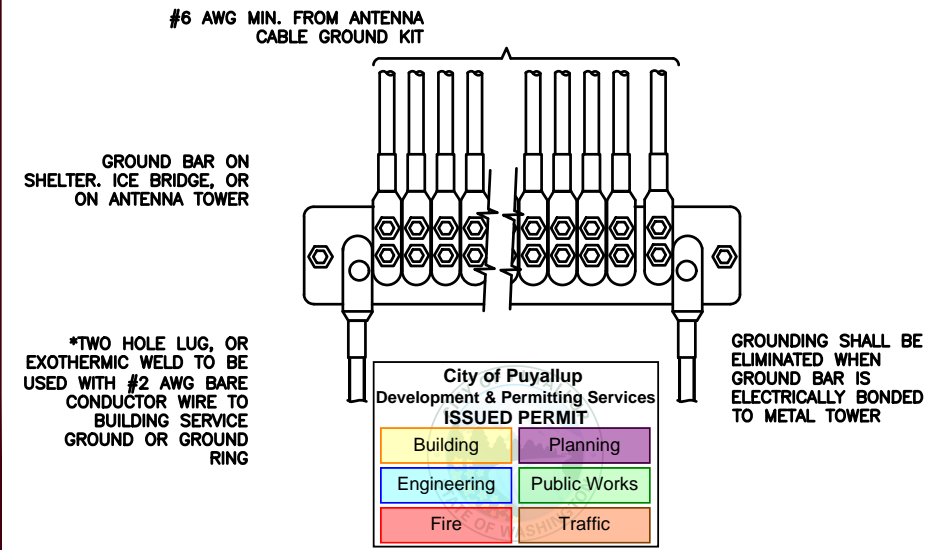 #6 AWG MIN. FROM ANTENNA
CABLE GROUND KIT
GROUND BAR ON
SHELTER. ICE BRIDGE, OR
ON ANTENNA TOWER
*TWO HOLE LUG, OR
EXOTHERMIC WELD TO BE
USED WITH #2 AWG BARE
CONDUCTOR WIRE TO
BUILDING SERVICE
GROUND OR GROUND
RING
GROUNDING SHALL BE
ELIMINATED WHEN
GROUND BAR IS
ELECTRICALLY BONDED
TO METAL TOWER
City of Puyallup
Development & Permitting Services
ISSUED PERMIT
Building
Planning
Engineering
Public Works
Fire
Traffic